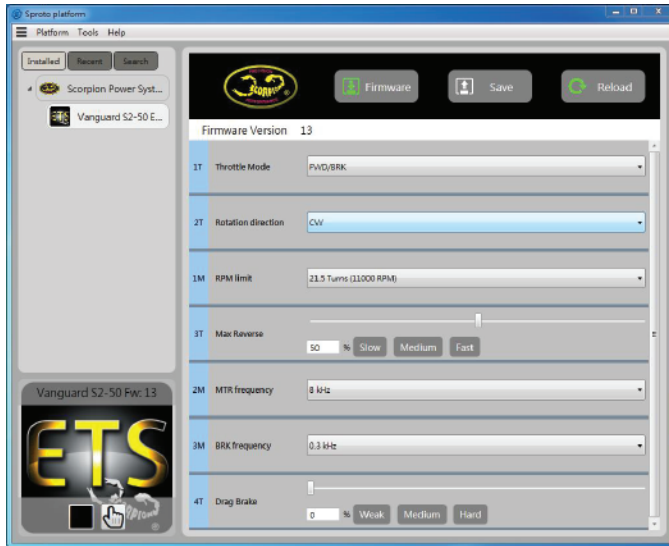 Sproto platform
Platform Tools Help
Installed Recent Search
Scorpion Power Syst...
Vanguard S2-50 E...
SCORPION
Firmware Save Reload
Firmware Version 13
1T Throttle Mode FWD/BRK
2T Rotation direction CW
1M RPM limit 21.5 Turns (11000 RPM)
3T Max Reverse
50 % Slow Medium Fast
2M MTR frequency 8 kHz
3M BRK frequency 0.3 kHz
4T Drag Brake
0 % Weak Medium Hard
Vanguard S2-50 Fw: 13
ETS